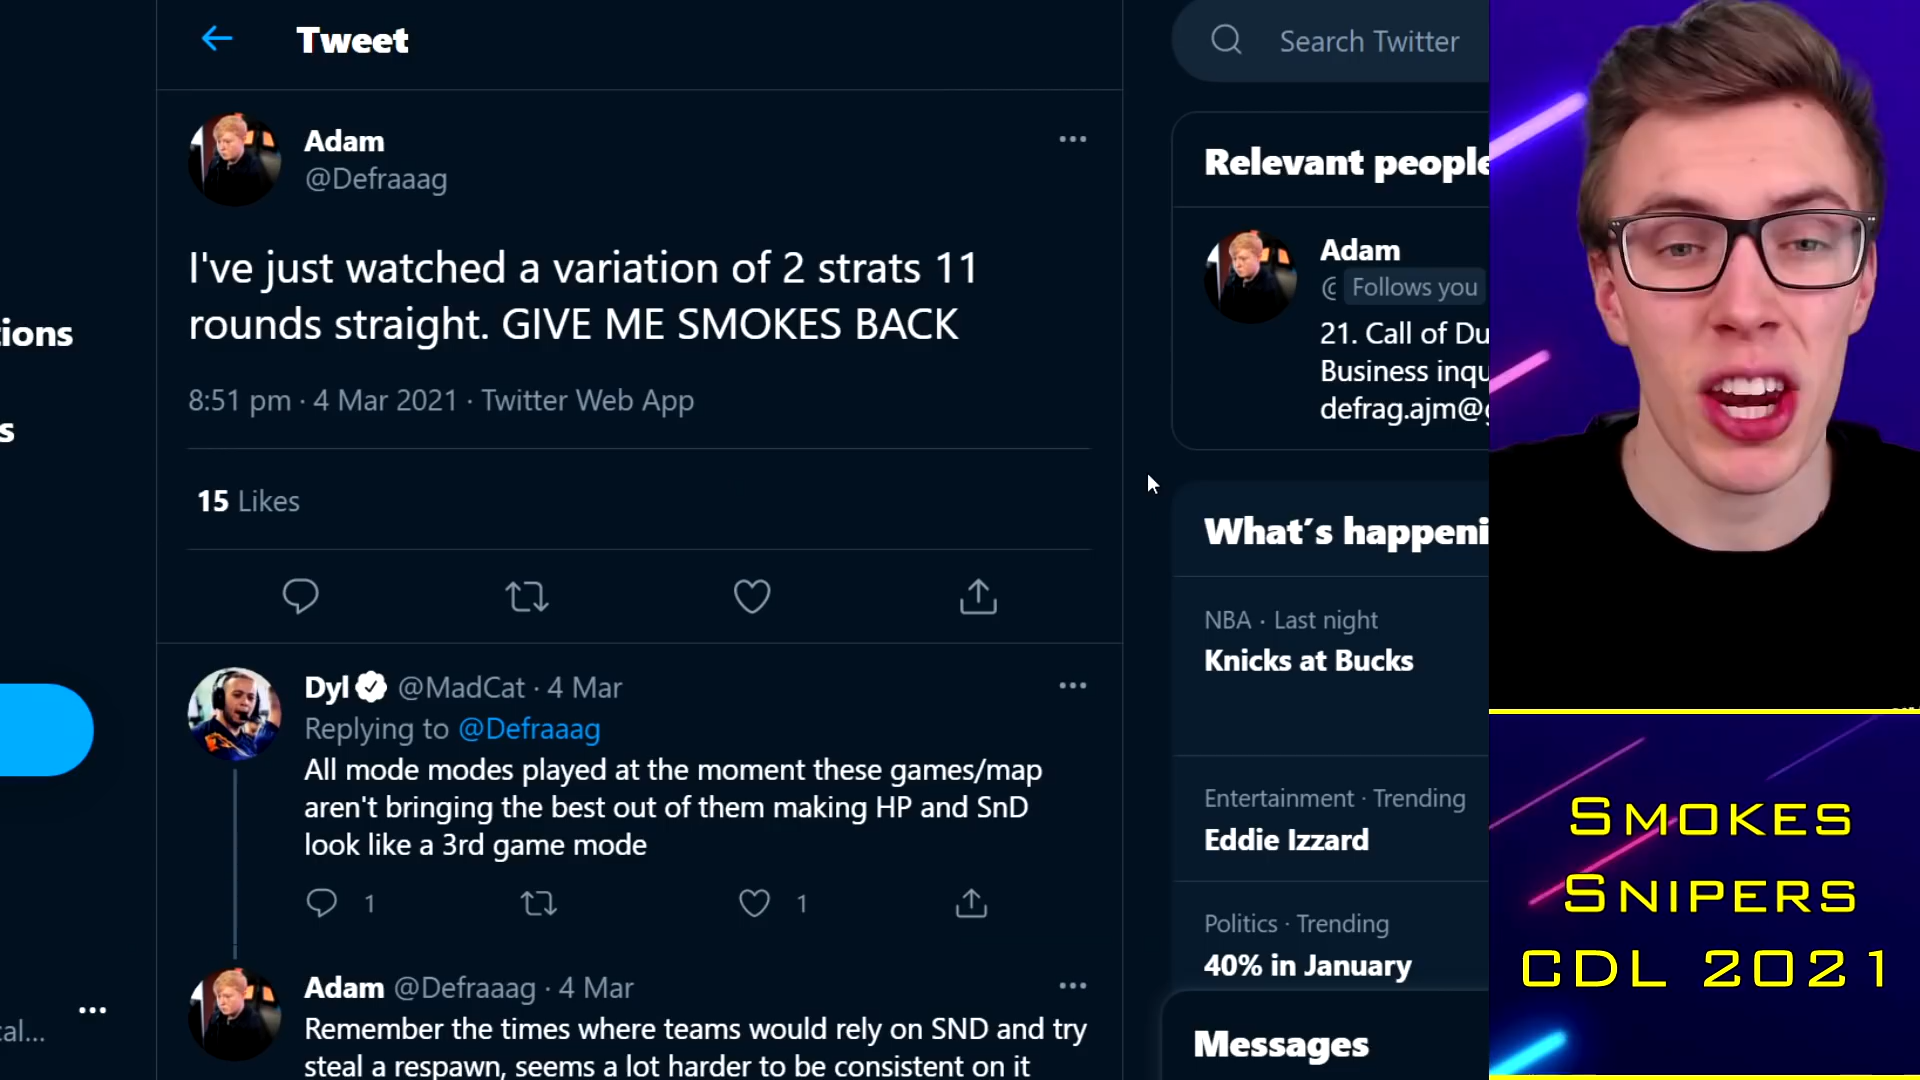 Tweet
Search Twitter
Adam
@Defraaag
I've just watched a variation of 2 strats 11
rounds straight. GIVE ME SMOKES BACK
8:51 pm · 4 Mar 2021 · Twitter Web App
15 Likes
Dyl @MadCat · 4 Mar
Replying to @Defraaag
All mode modes played at the moment these games/map
aren't bringing the best out of them making HP and SnD
look like a 3rd game mode
1
1
Adam @Defraaag · 4 Mar
Remember the times where teams would rely on SND and try
steal a respawn, seems a lot harder to be consistent on it
tions
s
cal...
Relevant people
Adam
@ Follows you
21. Call of Du
Business inqu
defrag.ajm@g
What's happeni
NBA · Last night
Knicks at Bucks
Entertainment · Trending
Eddie Izzard
Politics · Trending
40% in January
Messages
SMOKES
SNIPERS
CDL 2021